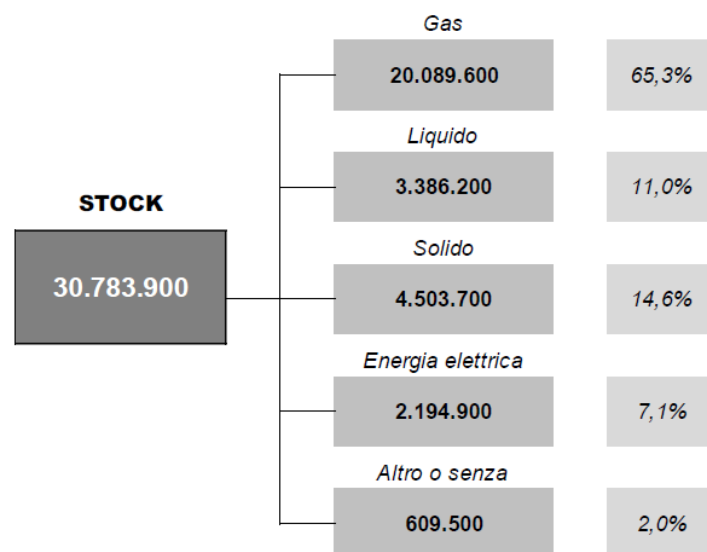 Gas
20.089.600 65,3%
Liquido
3.386.200 11,0%
STOCK
30.783.900
Solido
4.503.700 14,6%
Energia elettrica
2.194.900 7,1%
Altro o senza
609.500 2,0%